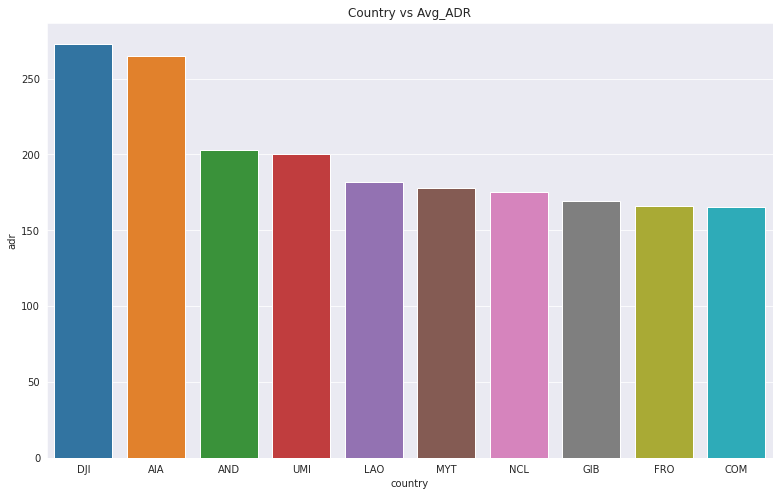 Country vs Avg_ADR
adr
250
200
150
100
50
0
DJI AIA AND UMI LAO MYT NCL GIB FRO COM
country